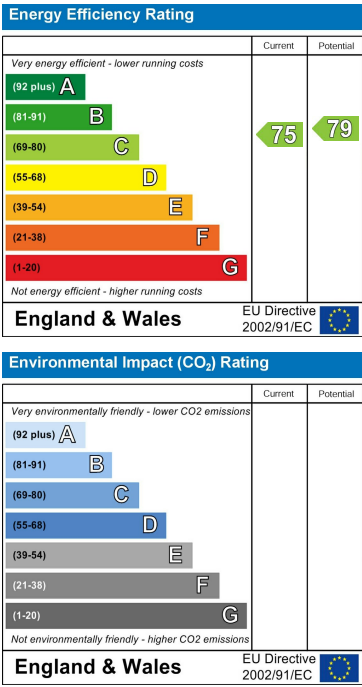 Energy Efficiency Rating
Current Potential
Very energy efficient - lower running costs
(92 plus) A
(81-91) B
(69-80) C
(55-68) D
(39-54) E
(21-38) F
(1-20) G
75 79
Not energy efficient - higher running costs
England & Wales
EU Directive
2002/91/EC
Environmental Impact (CO₂) Rating
Current Potential
Very environmentally friendly - lower CO2 emissions
(92 plus) A
(81-91) B
(69-80) C
(55-68) D
(39-54) E
(21-38) F
(1-20) G
Not environmentally friendly - higher CO2 emissions
England & Wales
EU Directive
2002/91/EC